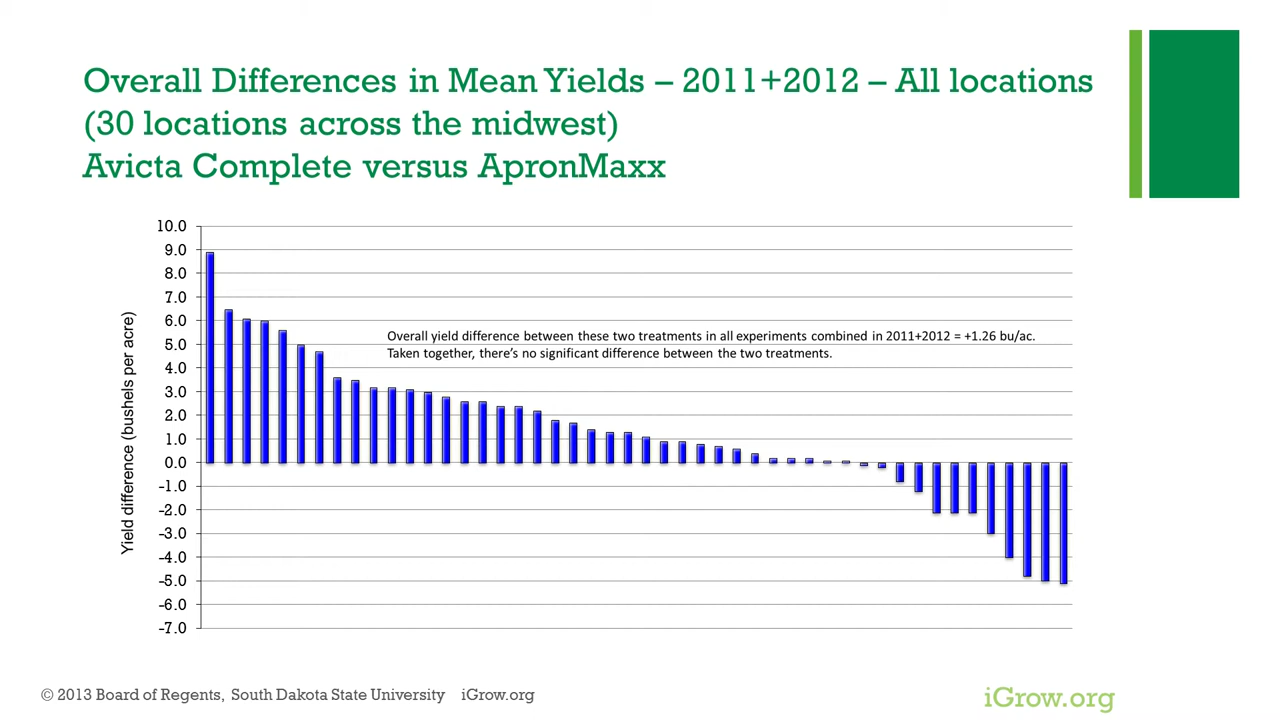 Overall Differences in Mean Yields – 2011+2012 – All locations
(30 locations across the midwest)
Avicta Complete versus ApronMaxx
Yield difference (bushels per acre)
10.0
9.0
8.0
7.0
6.0
5.0
4.0
3.0
2.0
1.0
0.0
-1.0
-2.0
-3.0
-4.0
-5.0
-6.0
-7.0
Overall yield difference between these two treatments in all experiments combined in 2011+2012 = +1.26 bu/ac.
Taken together, there's no significant difference between the two treatments.
© 2013 Board of Regents, South Dakota State University iGrow.org
iGrow.org